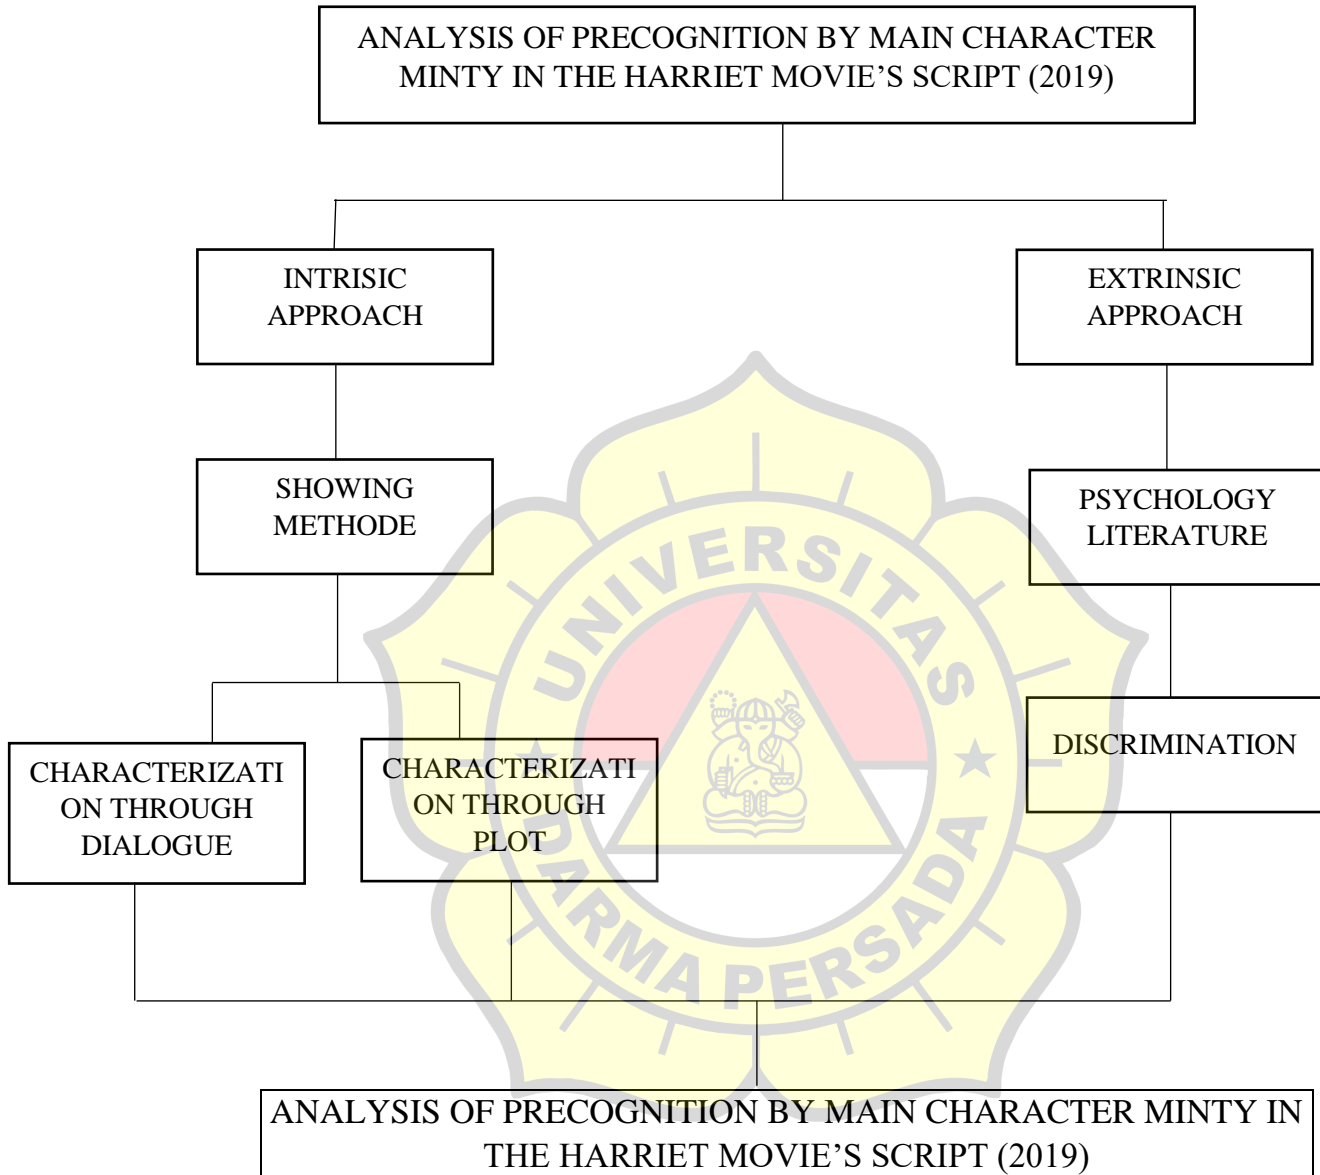 ANALYSIS OF PRECOGNITION BY MAIN CHARACTER
MINTY IN THE HARRIET MOVIE'S SCRIPT (2019)
INTRISIC
APPROACH
EXTRINSIC
APPROACH
SHOWING
METHODE
PSYCHOLOGY
LITERATURE
CHARACTERIZATI
ON THROUGH
DIALOGUE
CHARACTERIZATI
ON THROUGH
PLOT
DISCRIMINATION
UNIVERSITAS
DARMA PERSADA
ANALYSIS OF PRECOGNITION BY MAIN CHARACTER MINTY IN
THE HARRIET MOVIE'S SCRIPT (2019)